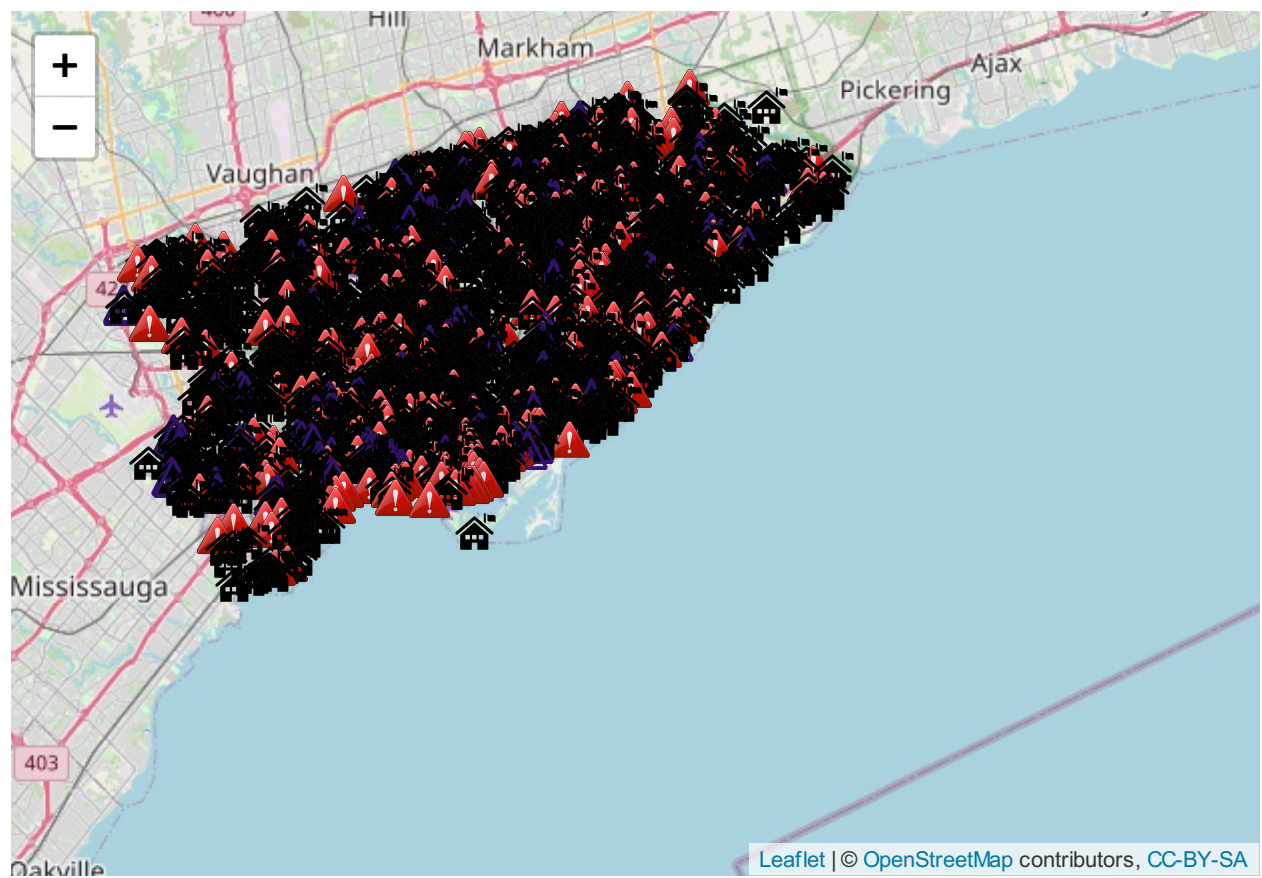 Hill
Markham
Ajax
Pickering
+
−
Vaughan
Mississauga
403
Oakville
Leaflet | © OpenStreetMap contributors, CC-BY-SA